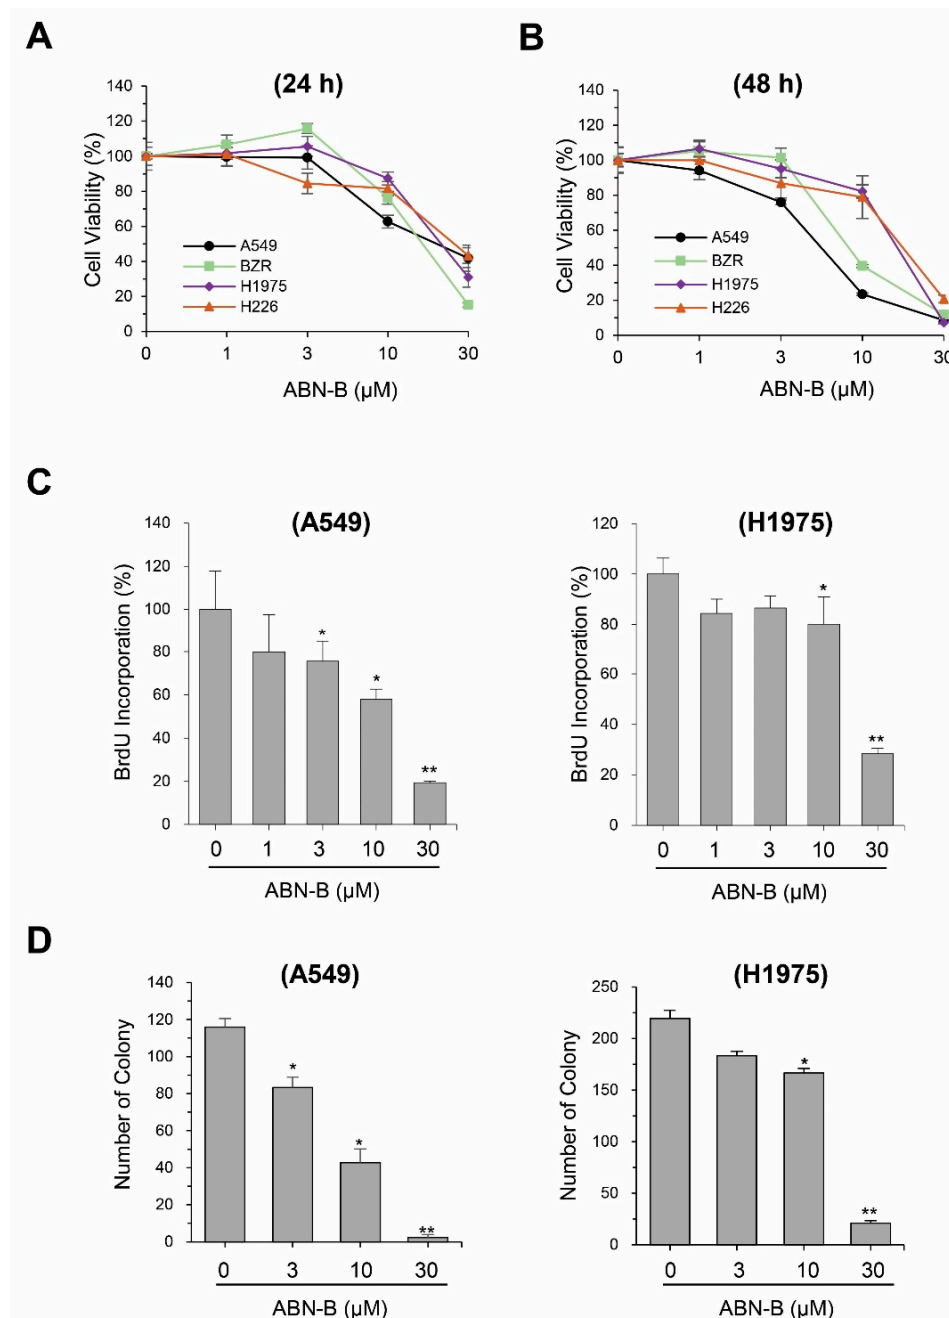 A
(24 h)
Cell Viability (%)
140
120
100
80
60
40
20
0
A549
BZR
H1975
H226
0 1 3 10 30
ABN-B (µM)
B
(48 h)
Cell Viability (%)
140
120
100
80
60
40
20
0
A549
BZR
H1975
H226
0 1 3 10 30
ABN-B (µM)
C
(A549)
BrdU Incorporation (%)
140
120
100
80
60
40
20
0
* * **
0 1 3 10 30
ABN-B (µM)
(H1975)
BrdU Incorporation (%)
120
100
80
60
40
20
0
* **
0 1 3 10 30
ABN-B (µM)
D
(A549)
Number of Colony
140
120
100
80
60
40
20
0
* * **
0 3 10 30
ABN-B (µM)
(H1975)
Number of Colony
250
200
150
200
50
0
* **
0 3 10 30
ABN-B (µM)